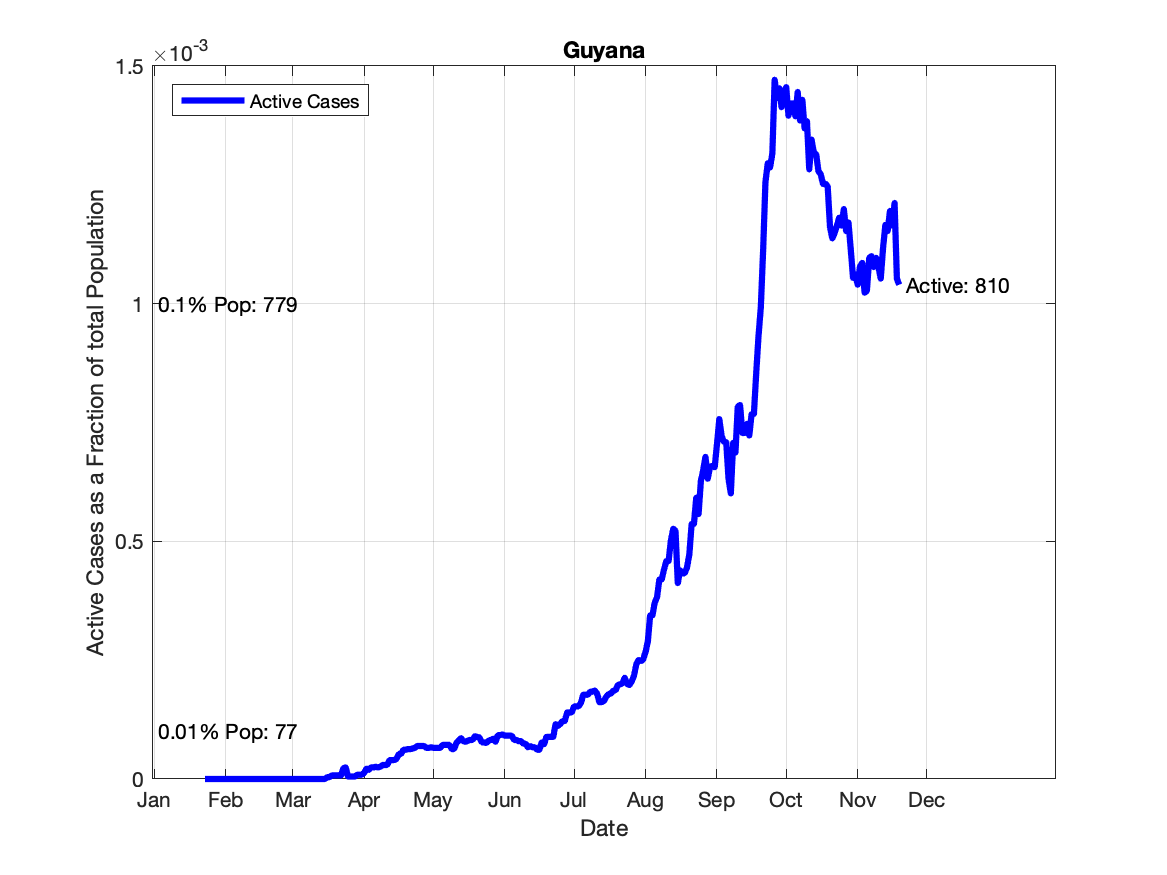 Guyana
×10-3
1.5
1
0.5
0
Active Cases
0.1% Pop: 779
0.01% Pop: 77
Active: 810
Active Cases as a Fraction of total Population
Jan Feb Mar Apr May Jun Jul Aug Sep Oct Nov Dec
Date